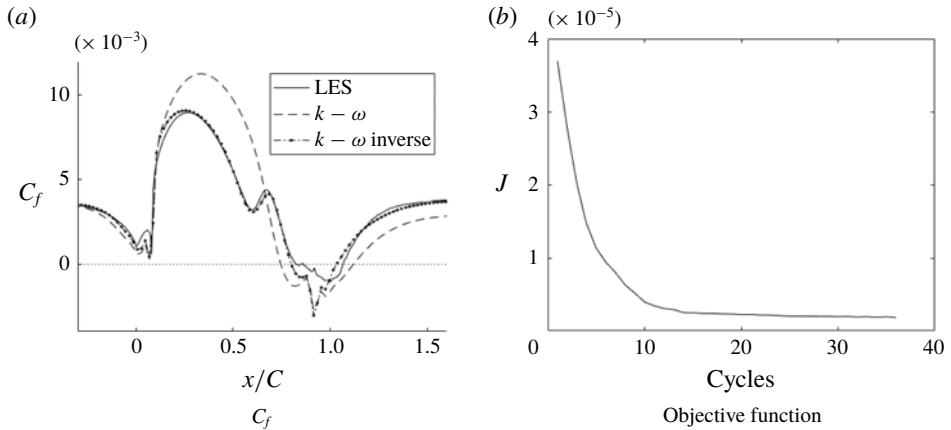 (a)
(× 10⁻³)
10
5
0
C_f
LES
k − ω
k − ω inverse
0
0.5
1.0
1.5
x/C
C_f
(b)
(× 10⁻⁵)
4
3
2
1
J
0
10
20
30
40
Cycles
Objective function